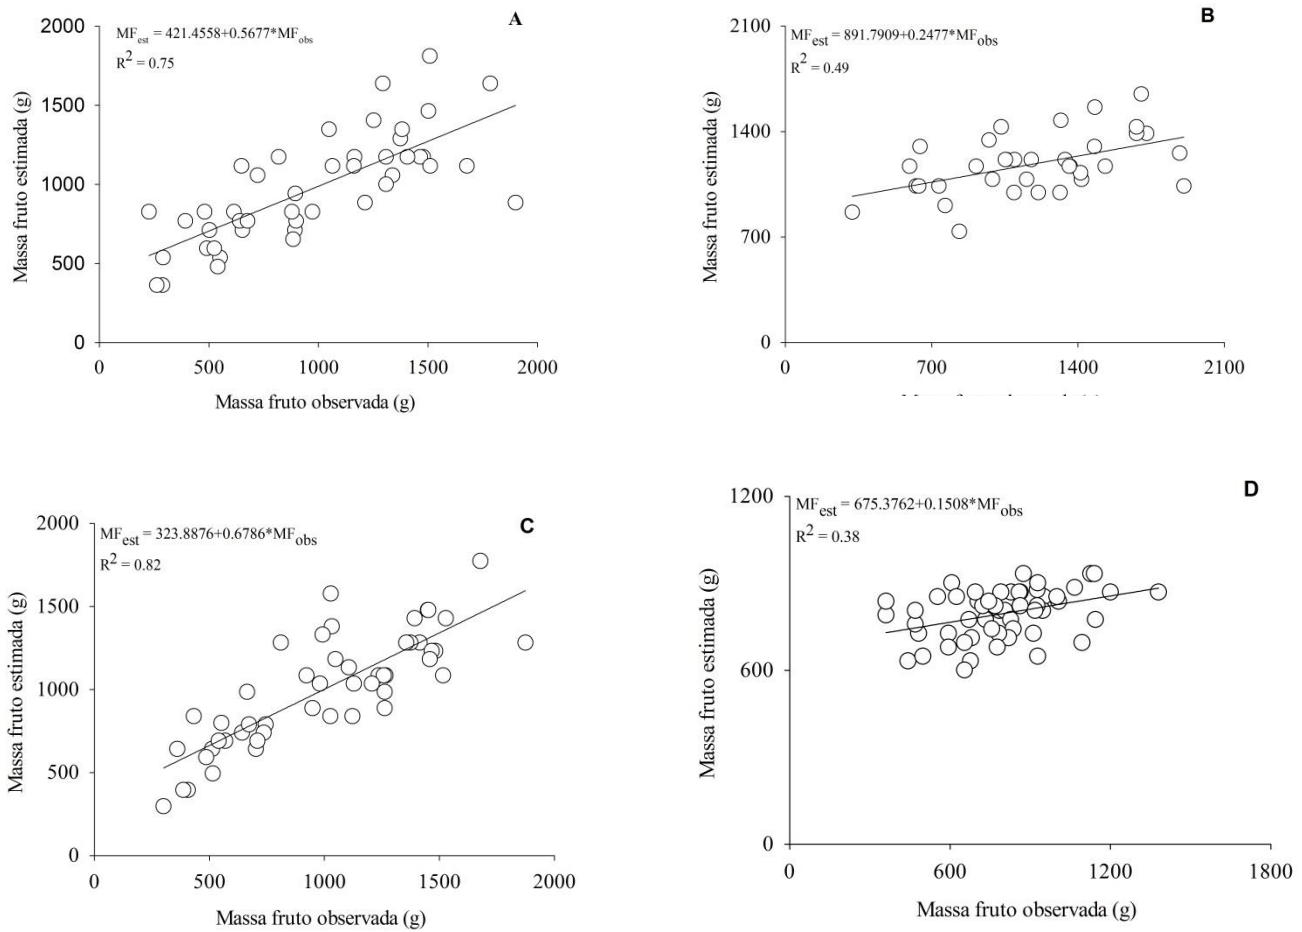 A
MFest = 421.4558+0.5677*MFobs
R2 = 0.75
2000
1500
1000
500
0
0 500 1000 1500 2000
Massa fruto estimada (g)
Massa fruto observada (g)
B
MFest = 891.7909+0.2477*MFobs
R2 = 0.49
2100
1400
700
0
0 700 1400 2100
Massa fruto estimada (g)
C
MFest = 323.8876+0.6786*MFobs
R2 = 0.82
2000
1500
1000
500
0
0 500 1000 1500 2000
Massa fruto estimada (g)
Massa fruto observada (g)
D
MFest = 675.3762+0.1508*MFobs
R2 = 0.38
1200
600
0
0 600 1200 1800
Massa fruto estimada (g)
Massa fruto observada (g)